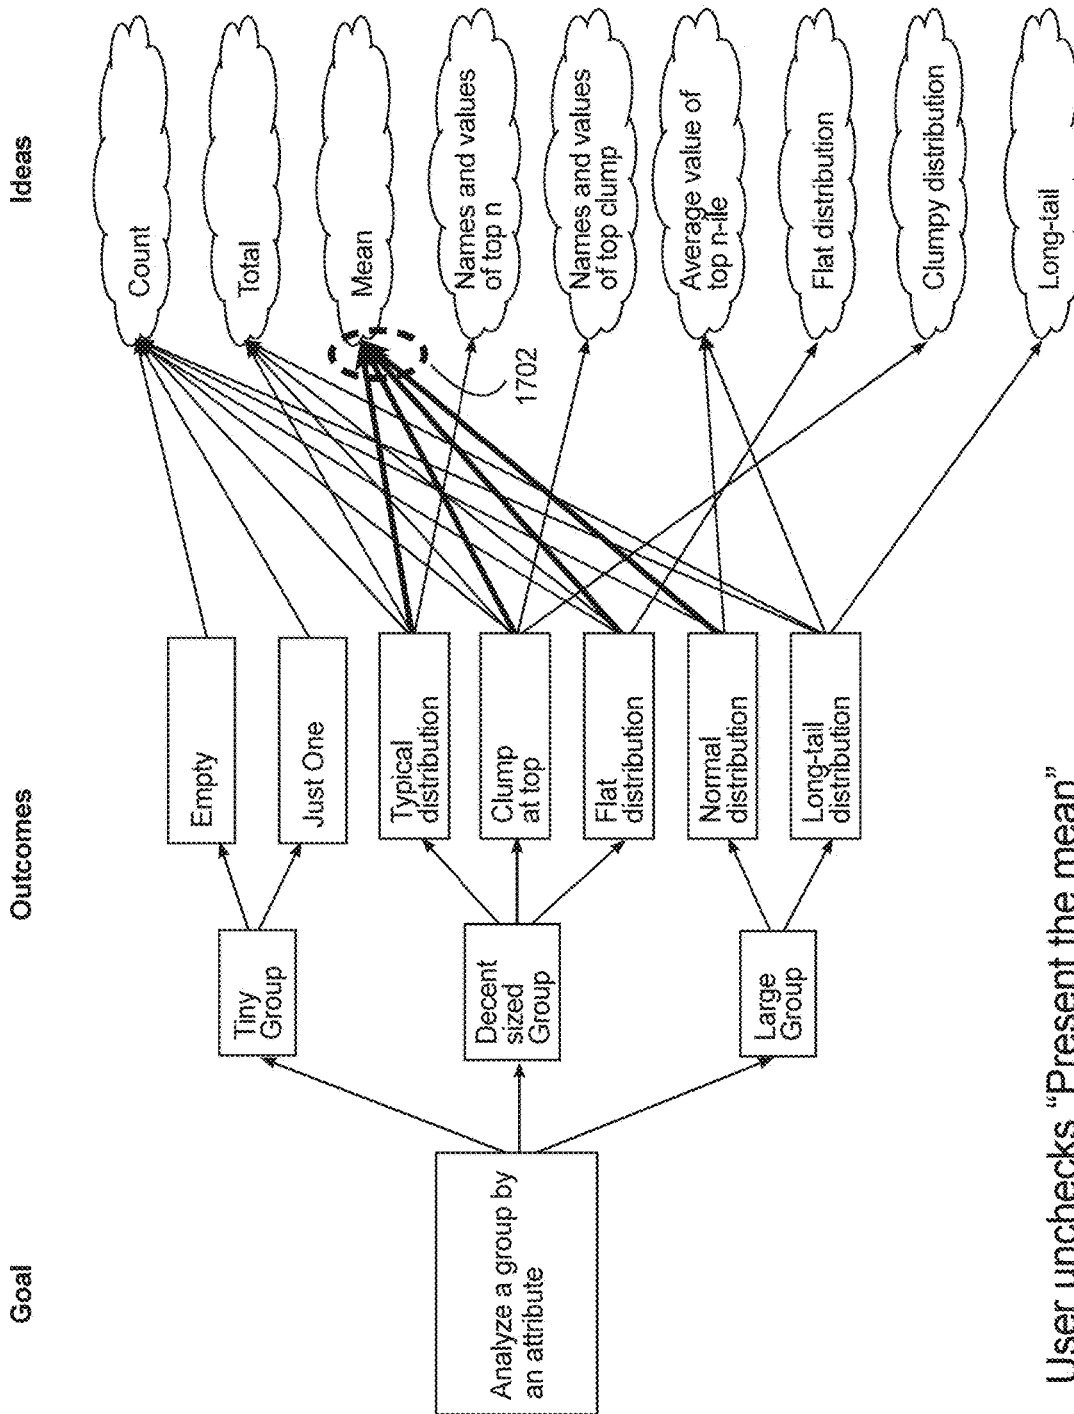 Goal
Outcomes
Ideas
Analyze a group by
an attribute
Tiny
Group
Decent
sized
Group
Large
Group
Empty
Just One
Typical
distribution
Clump
at top
Flat
distribution
Normal
distribution
Long-tail
distribution
Count
Total
Mean
1702
Names and values
of top n
Names and values
of top clump
Average value of
top n-ile
Flat distribution
Clumpy distribution
Long-tail
User unchecks “Present the mean”